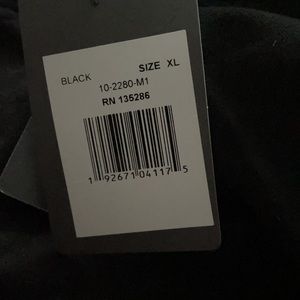 BLACK SIZE XL
10-2280-M1
RN 135286
1 92671 04117 5